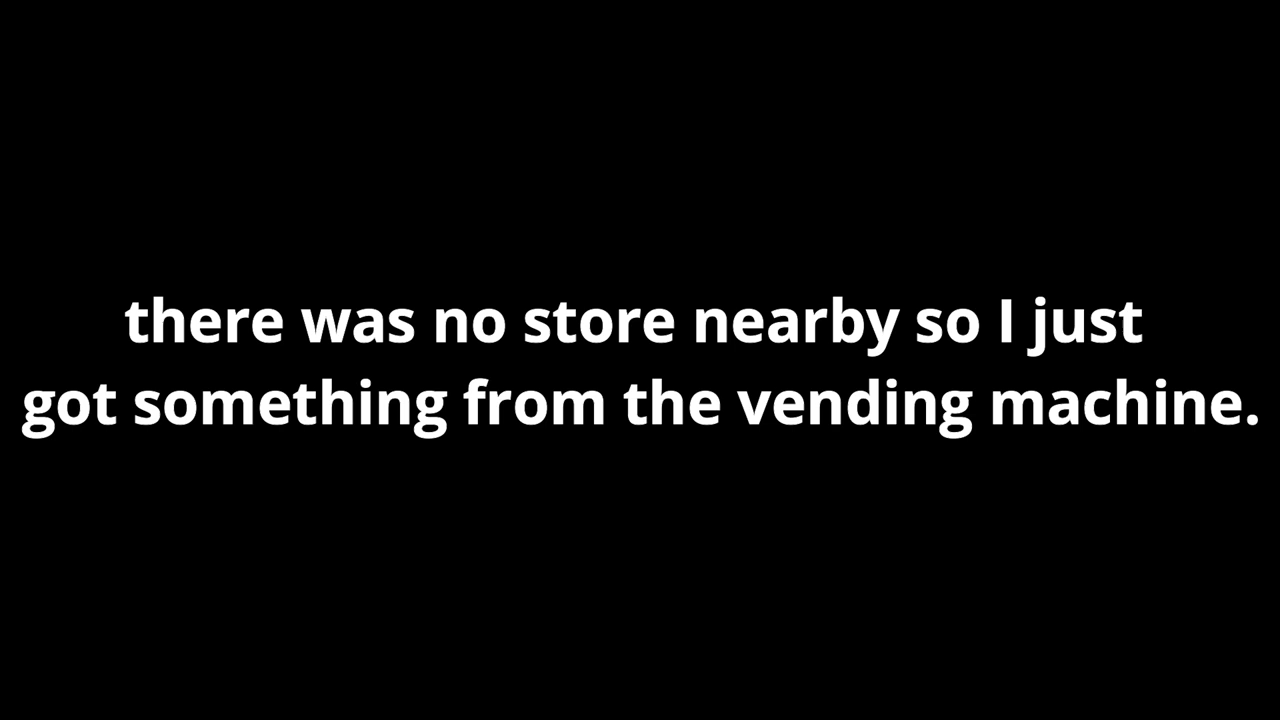 there was no store nearby so I just
got something from the vending machine.